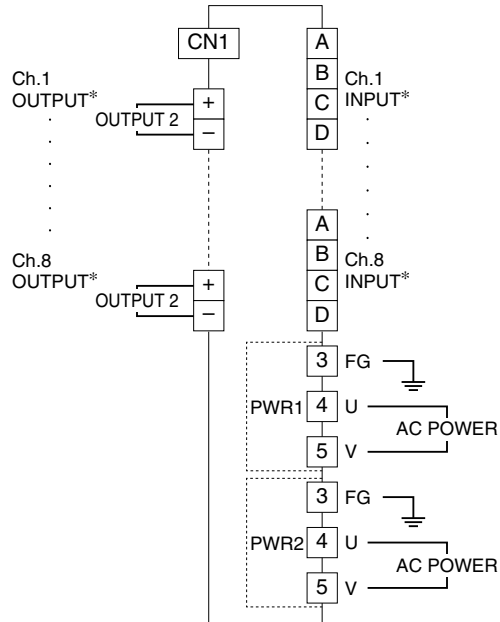 CN1
A
B
C
D
Ch.1
OUTPUT*
OUTPUT 2
+
−
Ch.1
INPUT*
Ch.8
OUTPUT*
OUTPUT 2
+
−
A
B
C
D
Ch.8
INPUT*
PWR1
3 FG
4 U
5 V
AC POWER
PWR2
3 FG
4 U
5 V
AC POWER